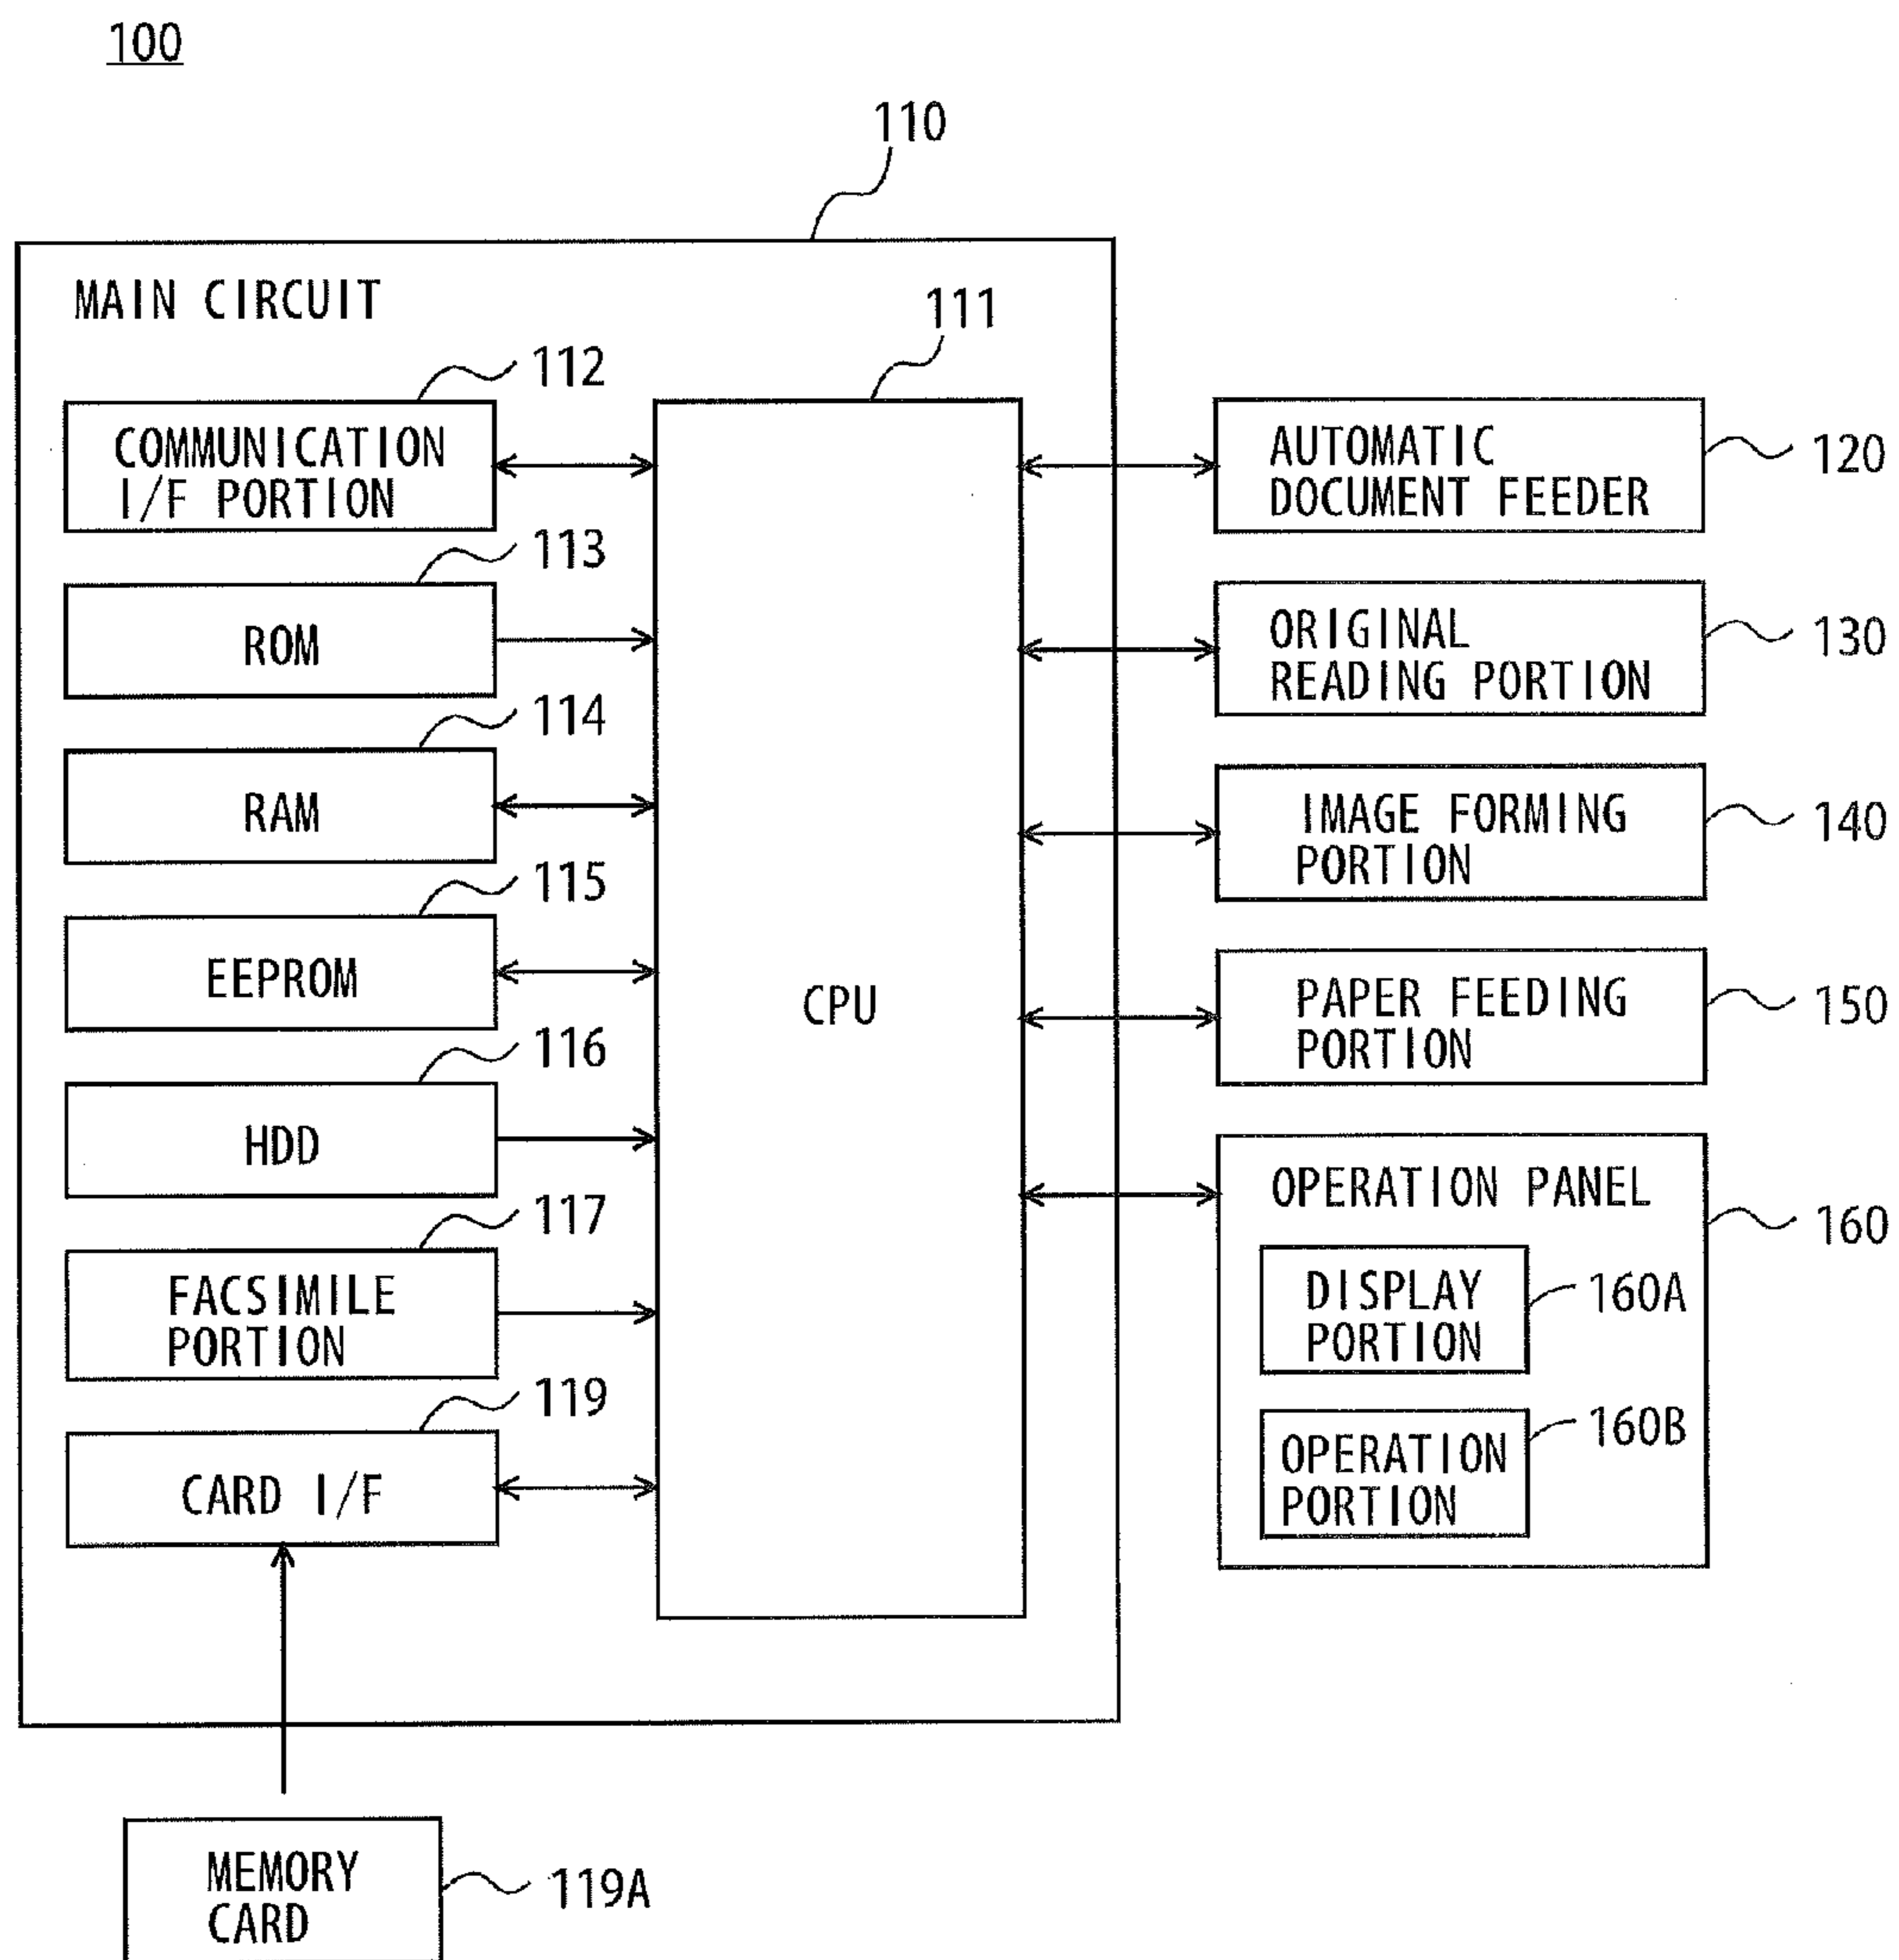 100
110
MAIN CIRCUIT
111
112
COMMUNICATION
I/F PORTION
113
ROM
114
RAM
115
EEPROM
116
HDD
117
FACSIMILE
PORTION
119
CARD I/F
CPU
AUTOMATIC
DOCUMENT FEEDER
120
ORIGINAL
READING PORTION
130
IMAGE FORMING
PORTION
140
PAPER FEEDING
PORTION
150
OPERATION PANEL
160
DISPLAY
PORTION
160A
OPERATION
PORTION
160B
MEMORY
CARD
119A